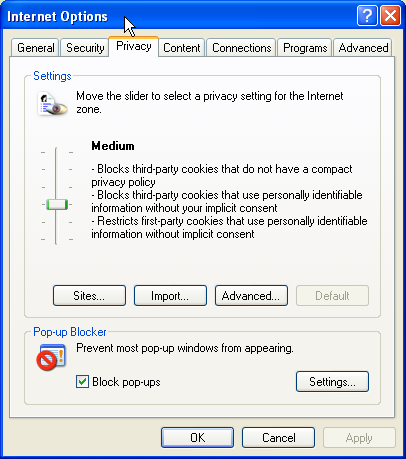 Internet Options
General Security Privacy Content Connections Programs Advanced
Settings
Move the slider to select a privacy setting for the Internet
zone.
Medium
- Blocks third-party cookies that do not have a compact
privacy policy
- Blocks third-party cookies that use personally identifiable
information without your implicit consent
- Restricts first-party cookies that use personally identifiable
information without implicit consent
Sites... Import... Advanced... Default
Pop-up Blocker
Prevent most pop-up windows from appearing.
Block pop-ups Settings...
OK Cancel Apply